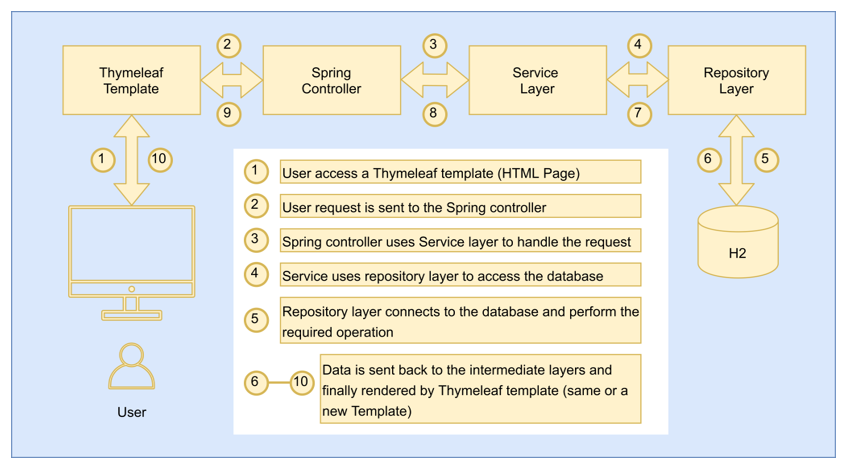 2
3
4
Thymeleaf
Template
Spring
Controller
Service
Layer
Repository
Layer
9
8
7
1
10
6
5
1
User access a Thymeleaf template (HTML Page)
2
User request is sent to the Spring controller
3
Spring controller uses Service layer to handle the request
4
Service uses repository layer to access the database
H2
5
Repository layer connects to the database and perform the
required operation
6
10
Data is sent back to the intermediate layers and
finally rendered by Thymeleaf template (same or a
new Template)
User